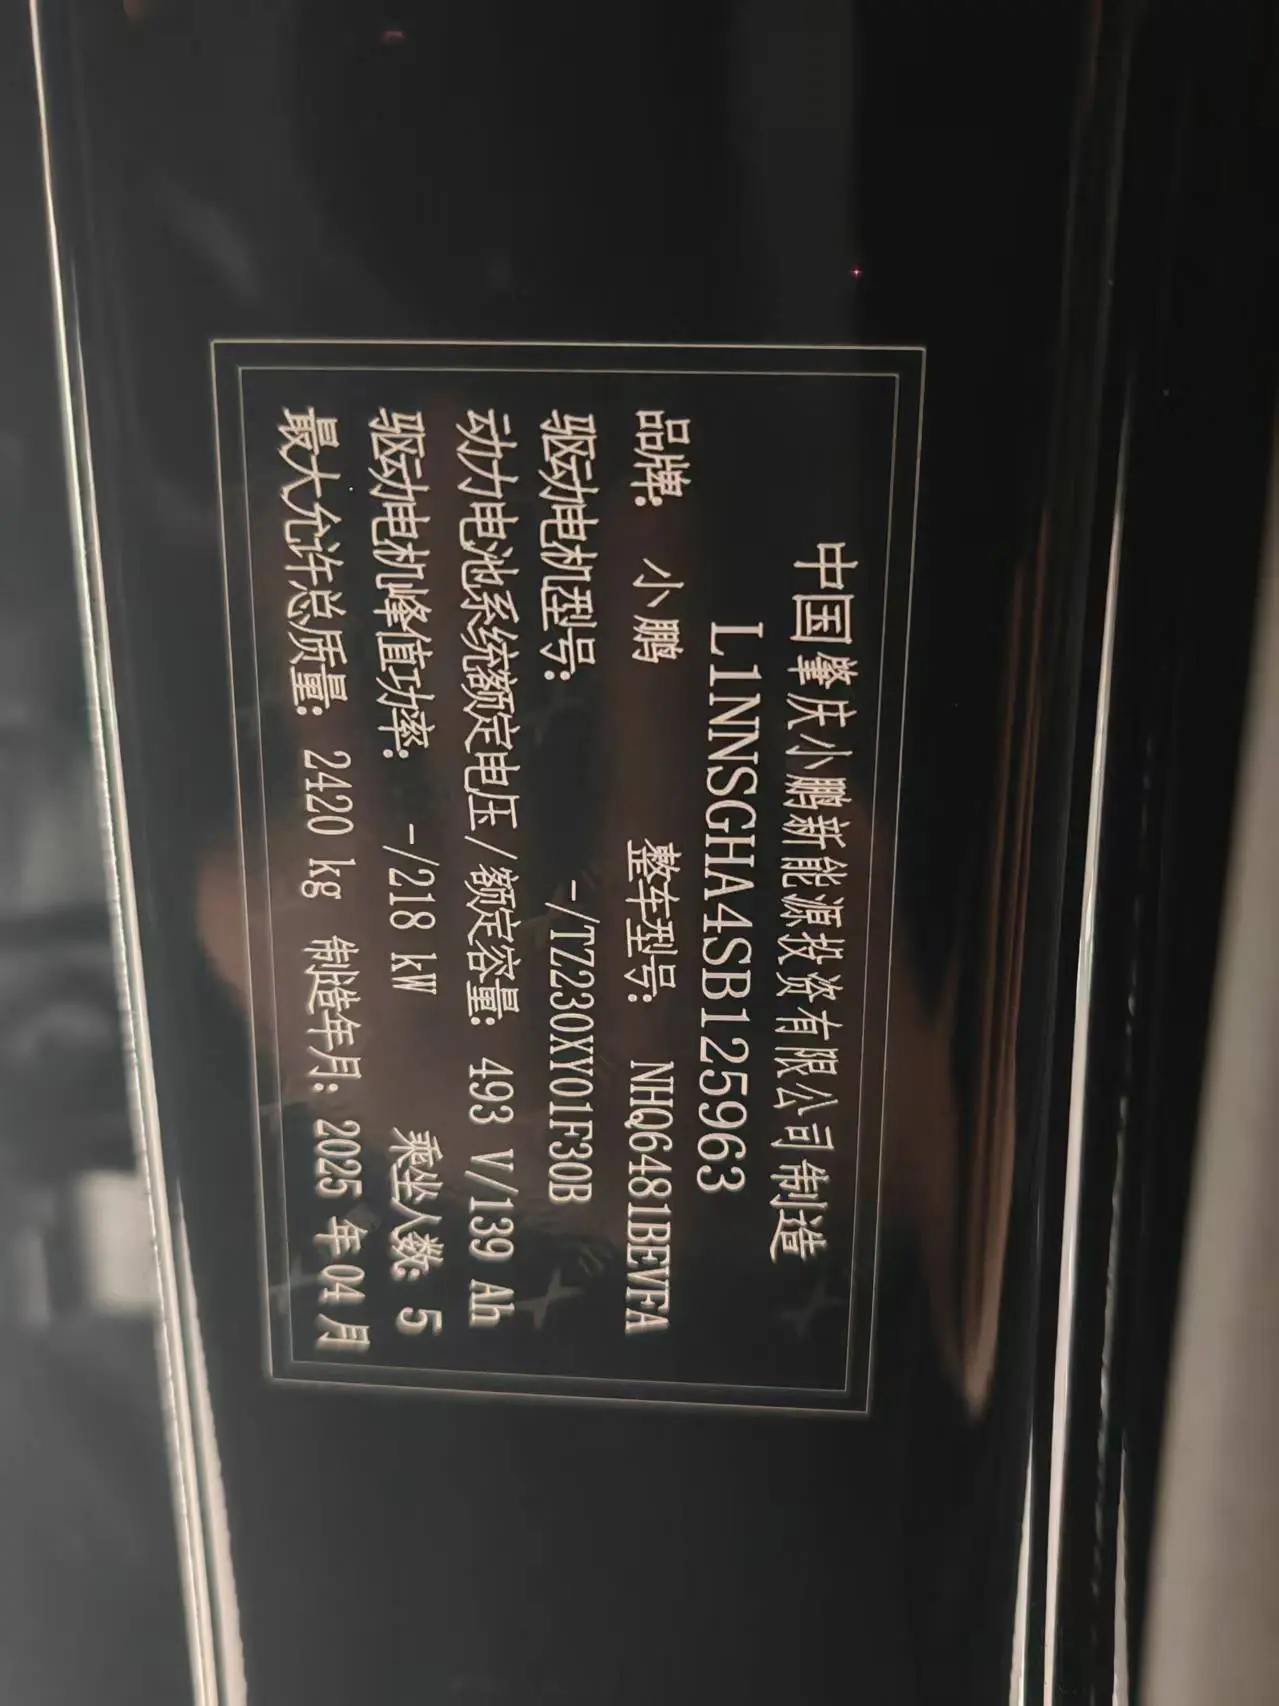 中国肇庆小鹏新能源投资有限公司制造
L1NNSGHA4SB125963
品牌: 小鹏 整车型号: NHQ6481BEVFA
驱动电机型号: -/TZ230XY01F30B
动力电池系统额定电压/额定容量: 493 V/139 Ah
驱动电机峰值功率: -/218 kW 乘坐人数: 5
最大允许总质量: 2420 kg 制造年月: 2025 年 04 月